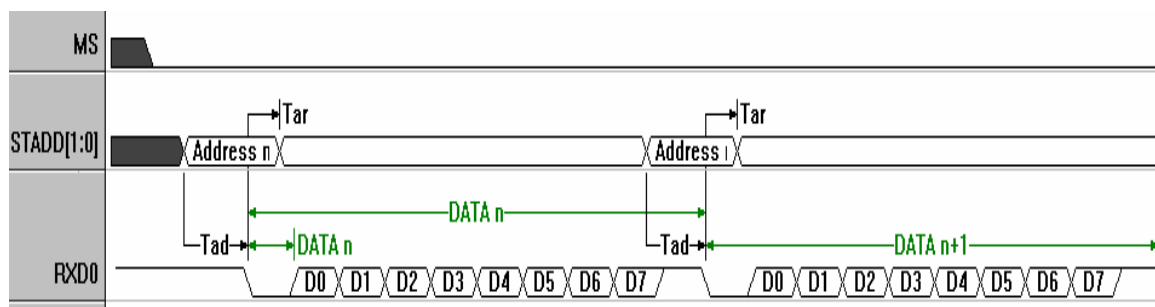 MS
Tar Tar
STADD[1:0] Address n Address
DATA n
Tad DATA n Tad DATA n+1
RXD0 D0 D1 D2 D3 D4 D5 D6 D7 D0 D1 D2 D3 D4 D5 D6 D7